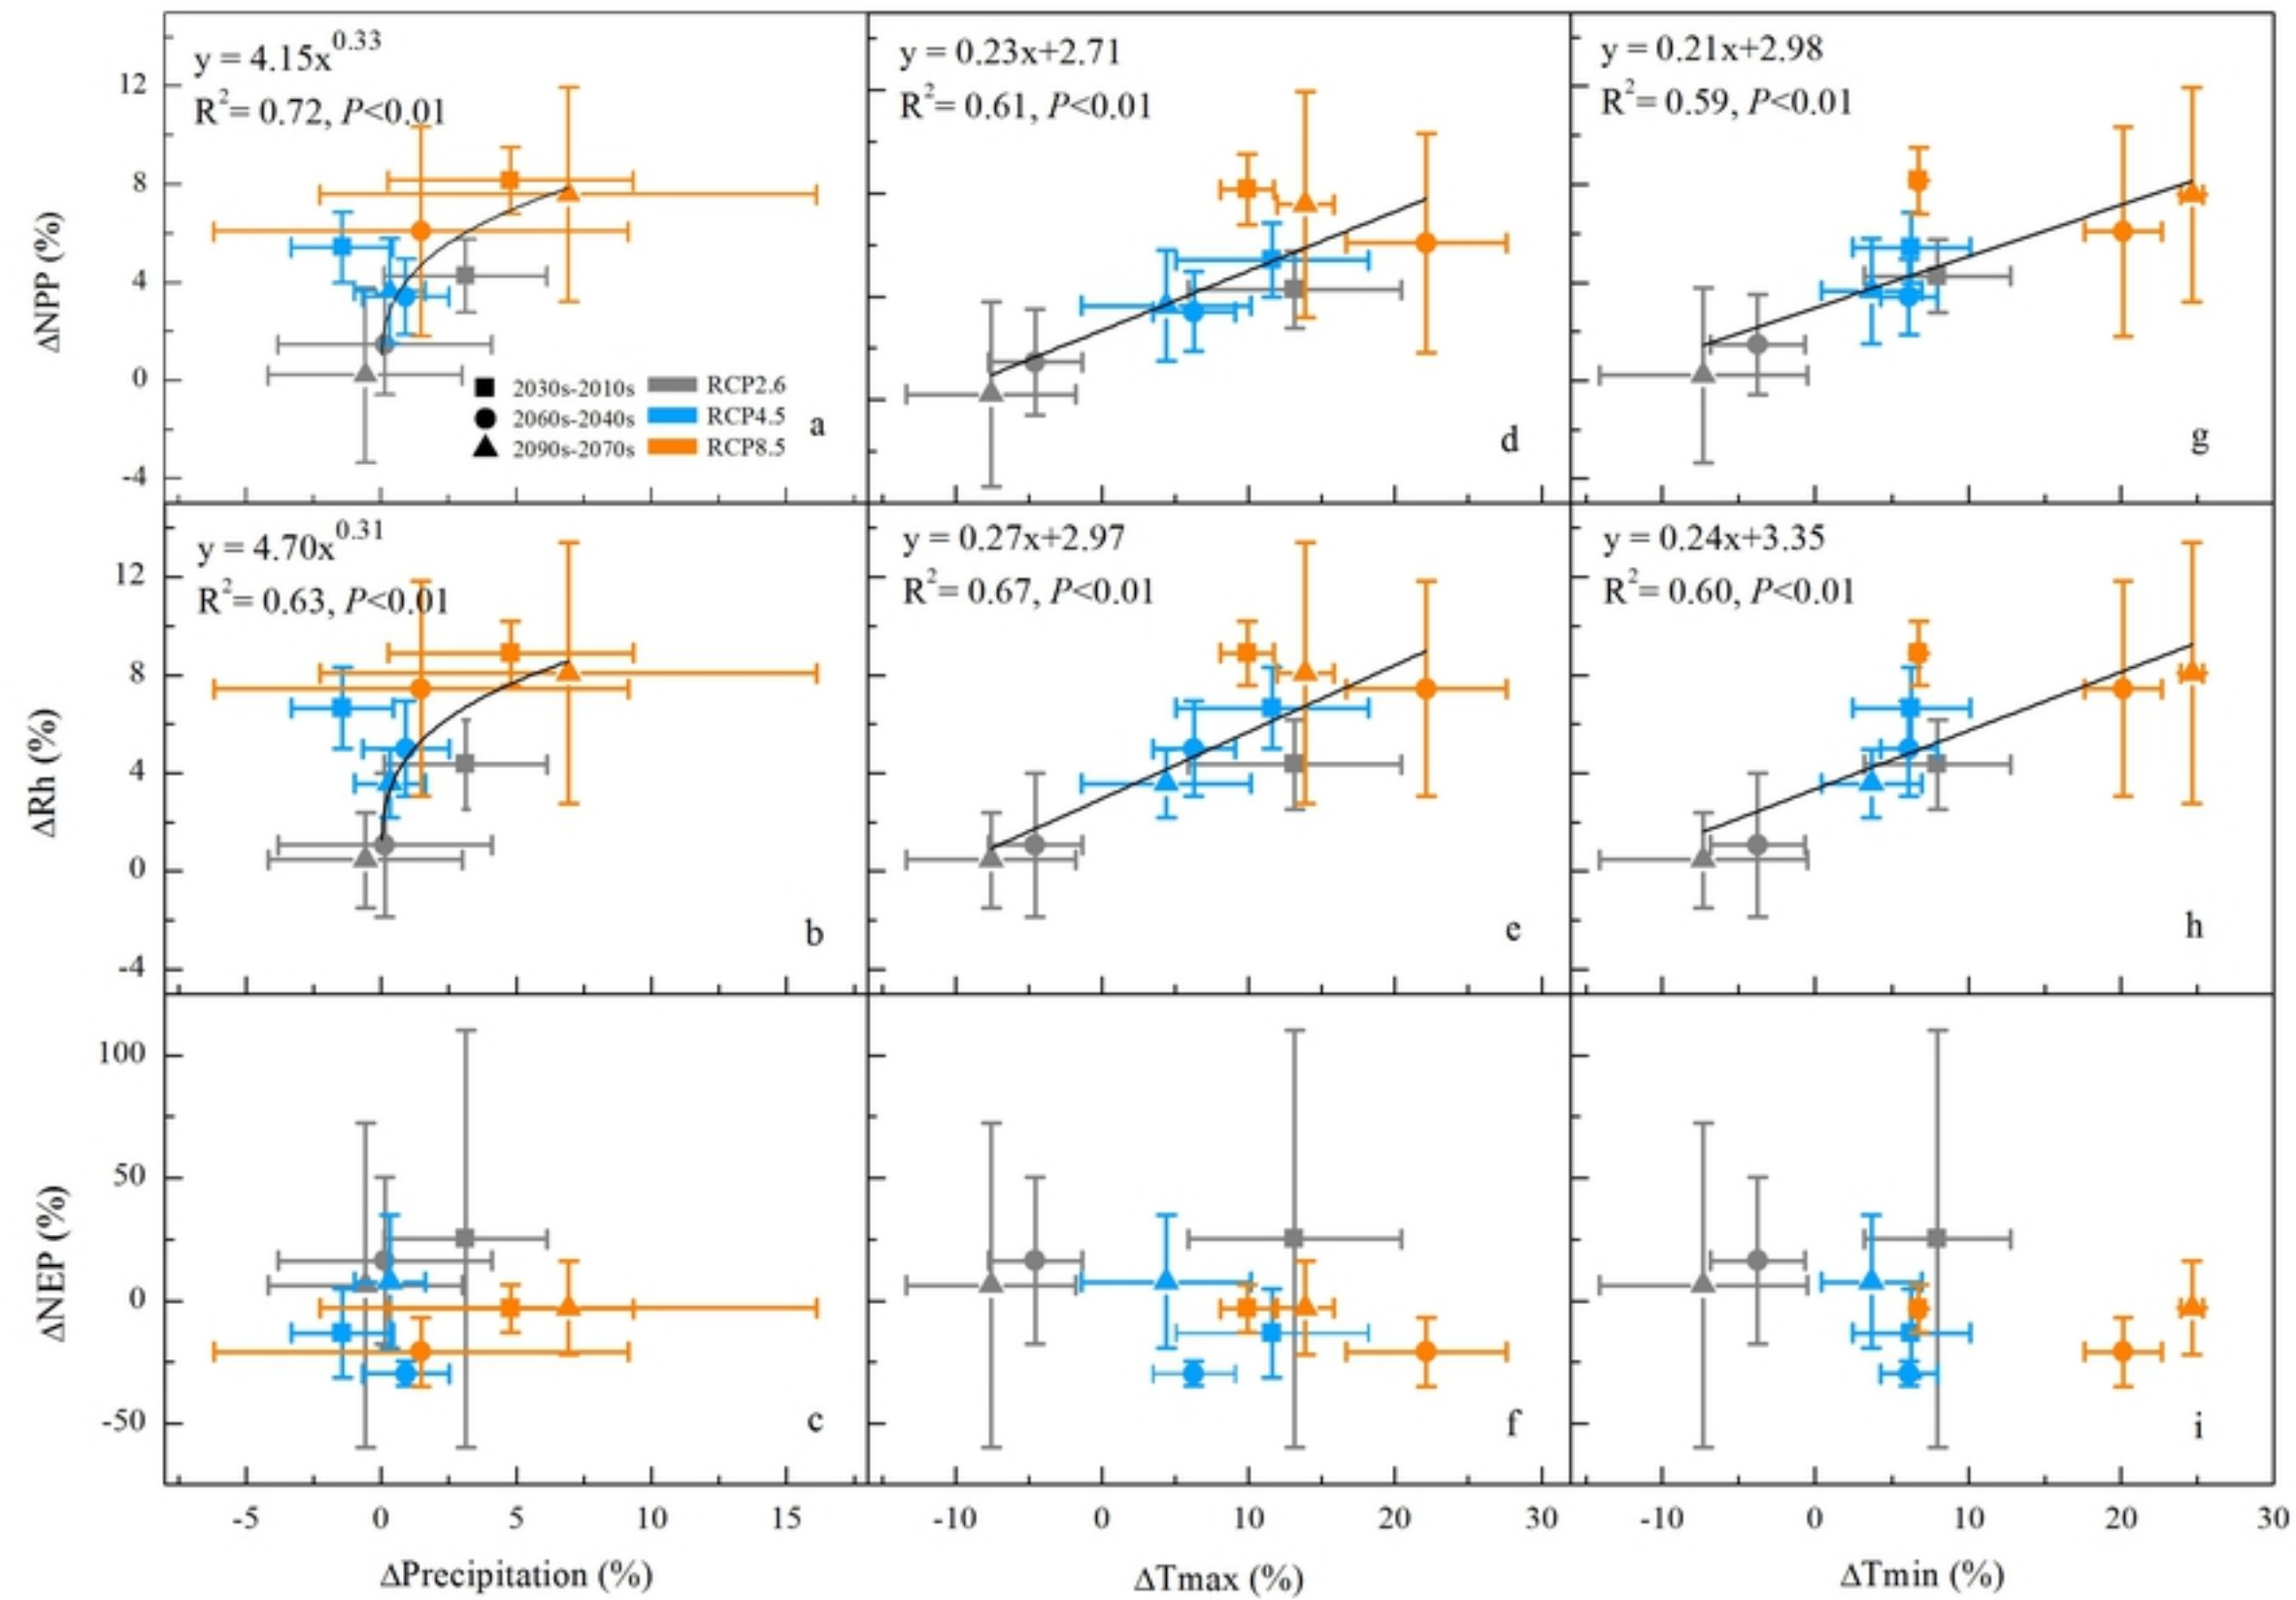 y = 4.15x^0.33
R²= 0.72, P<0.01
y = 0.23x+2.71
R²= 0.61, P<0.01
y = 0.21x+2.98
R²= 0.59, P<0.01
12
8
4
0
-4
ΔNPP (%)
2030s-2010s
RCP2.6
2060s-2040s
RCP4.5
2090s-2070s
RCP8.5
a
d
g
y = 4.70x^0.31
R²= 0.63, P<0.01
y = 0.27x+2.97
R²= 0.67, P<0.01
y = 0.24x+3.35
R²= 0.60, P<0.01
12
8
4
0
-4
ΔRh (%)
b
e
h
100
50
0
-50
ΔNEP (%)
c
f
i
-5 0 5 10 15
-10 0 10 20 30
-10 0 10 20 30
ΔPrecipitation (%)
ΔTmax (%)
ΔTmin (%)